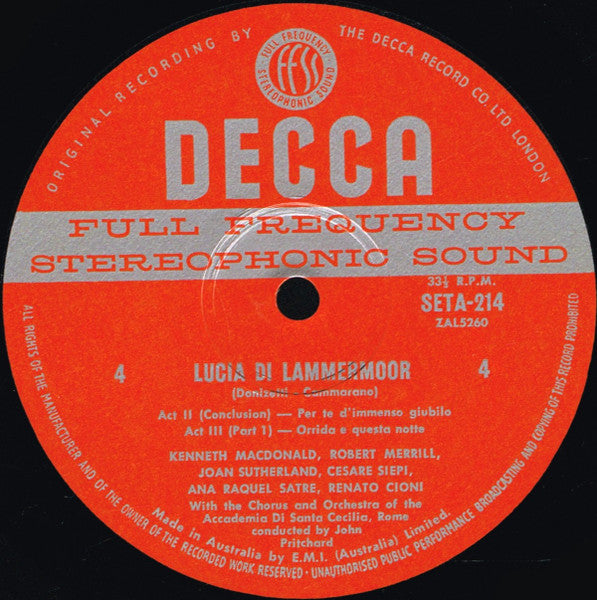 ORIGINAL RECORDING BY
THE DECCA RECORD CO. LTD. LONDON
FULL FREQUENCY
FFSS
STEREOPHONIC SOUND
DECCA
FULL FREQUENCY
STEREOPHONIC SOUND
33⅓ R.P.M.
SETA-214
ZAL5260
4
LUCIA DI LAMMERMOOR
4
(Donizetti - Cammarano)
Act II (Conclusion) — Per te d'immenso giubilo
Act III (Part 1) — Orrida e questa notte
KENNETH MACDONALD, ROBERT MERRILL,
JOAN SUTHERLAND, CESARE SIEPI,
ANA RAQUEL SATRE, RENATO CIONI
With the Chorus and Orchestra of the
Accademia Di Santa Cecilia, Rome
conducted by John
Pritchard
Made in Australia by E.M.I. (Australia) Limited.
ALL RIGHTS OF THE MANUFACTURER AND OF THE OWNER OF THE RECORDED WORK RESERVED · UNAUTHORISED PUBLIC PERFORMANCE BROADCASTING AND COPYING OF THIS RECORD PROHIBITED